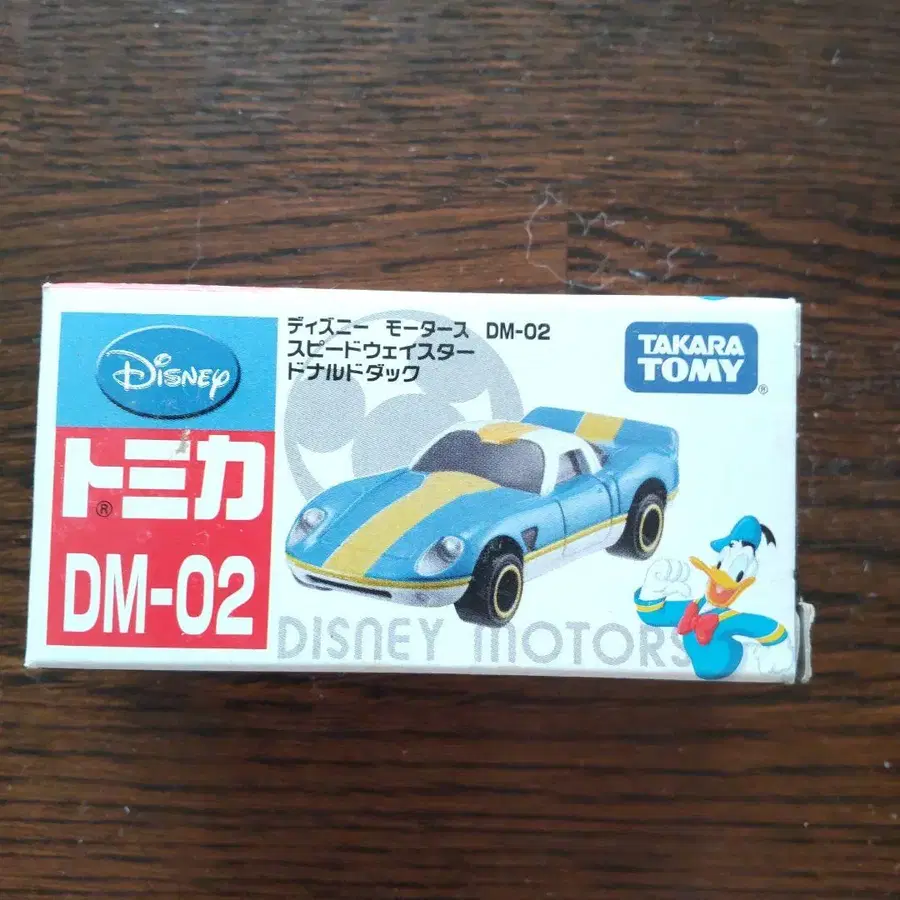 Disney
トミカ
®
DM-02
ディズニー モータース DM-02
スピードウェイスター
ドナルドダック
TAKARA
TOMY
®
DISNEY MOTORS